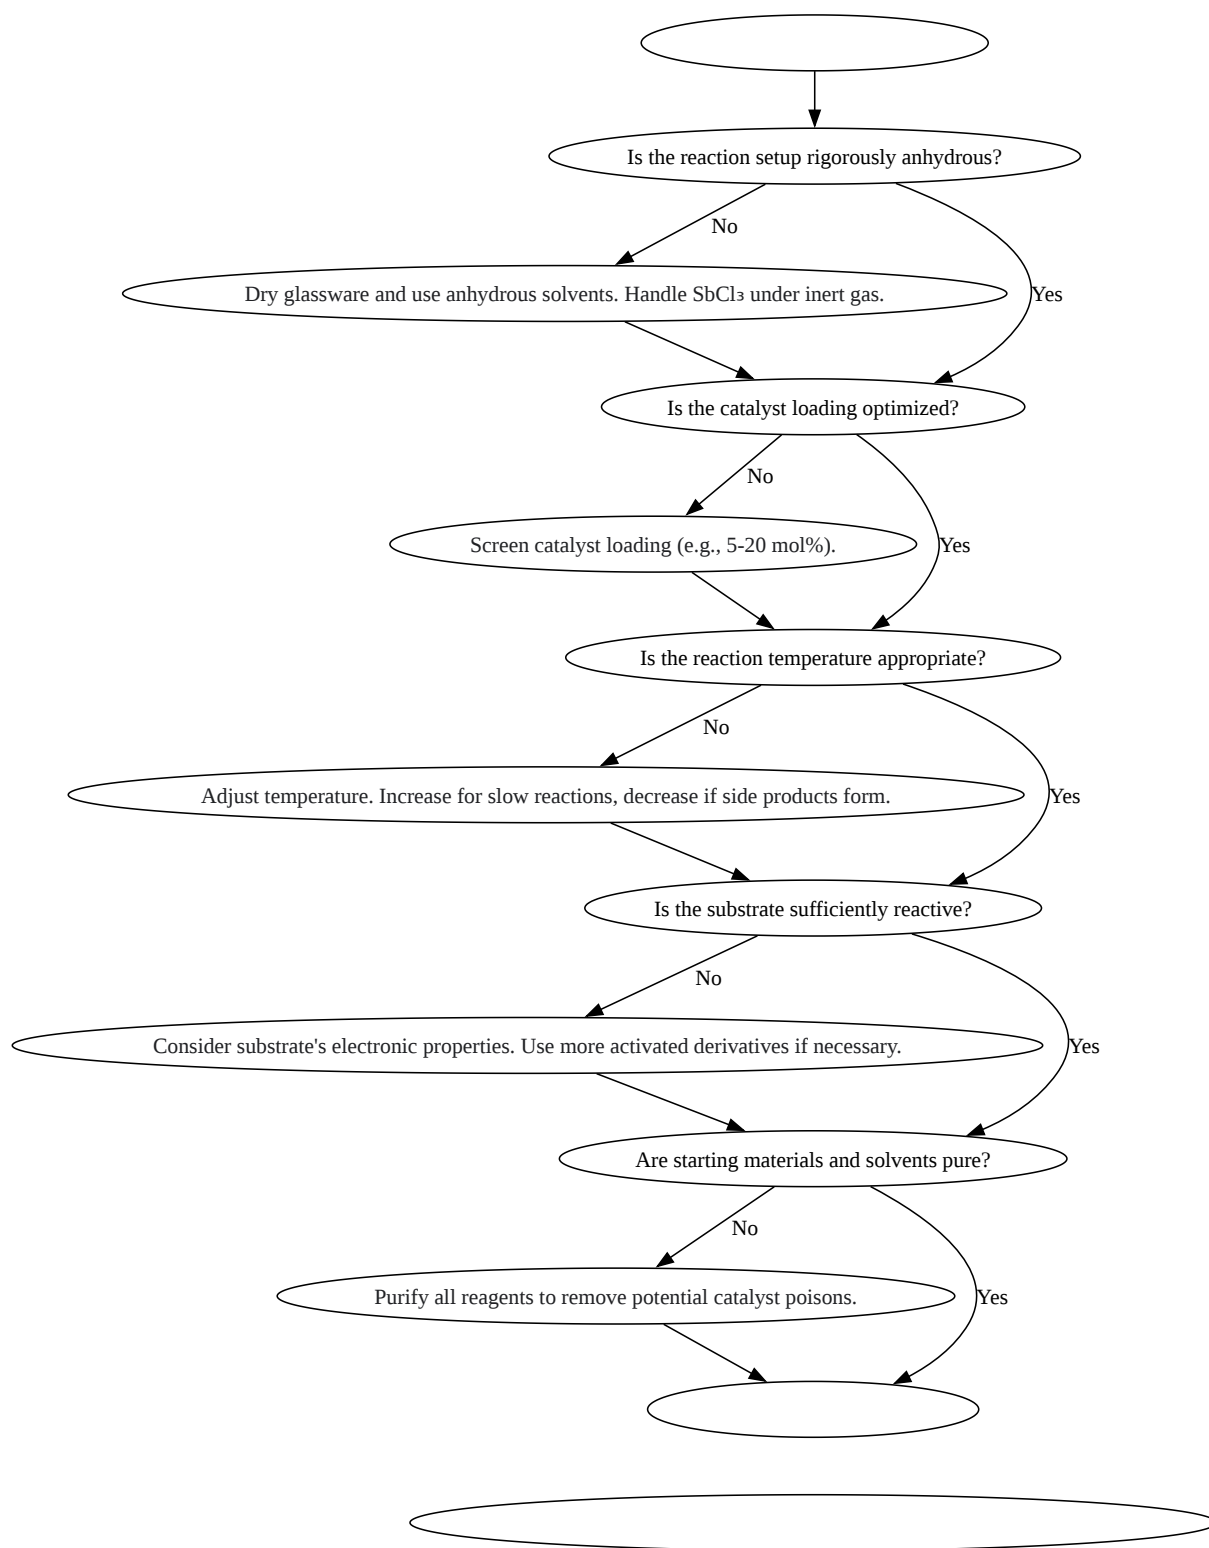 Is the reaction setup rigorously anhydrous?
No
Dry glassware and use anhydrous solvents. Handle SbCl₃ under inert gas.
Yes
Is the catalyst loading optimized?
No
Screen catalyst loading (e.g., 5-20 mol%).
Yes
Is the reaction temperature appropriate?
No
Adjust temperature. Increase for slow reactions, decrease if side products form.
Yes
Is the substrate sufficiently reactive?
No
Consider substrate's electronic properties. Use more activated derivatives if necessary.
Yes
Are starting materials and solvents pure?
No
Purify all reagents to remove potential catalyst poisons.
Yes